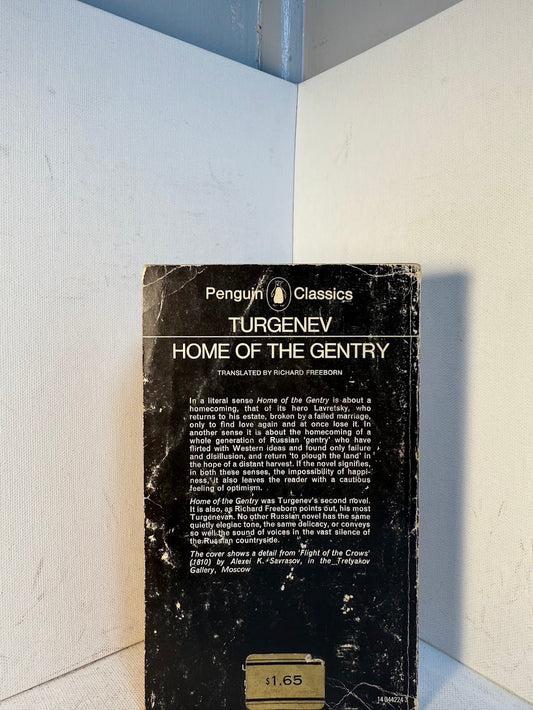 Penguin Classics
TURGENEV
HOME OF THE GENTRY
TRANSLATED BY RICHARD FREEBORN
In a literal sense Home of the Gentry is about a
homecoming, that of its hero Lavretsky, who
returns to his estate, broken by a failed marriage,
only to find love again and at once lose it. In
another sense it is about the homecoming of a
whole generation of Russian 'gentry' who have
flirted with Western ideas and found only failure
and disillusion, and return 'to plough the land' in
the hope of a distant harvest. If the novel signifies,
in both these senses, the impossibility of happi-
ness, it also leaves the reader with a cautious
feeling of optimism.
Home of the Gentry was Turgenev's second novel.
It is also, as Richard Freeborn points out, his most
Turgenevan. No other Russian novel has the same
quietly elegiac tone, the same delicacy, or conveys
so well the sound of voices in the vast silence of
the Russian countryside.
The cover shows a detail from 'Flight of the Crows'
(1810) by Alexei K. Savrasov, in the Tretyakov
Gallery, Moscow
$1.65